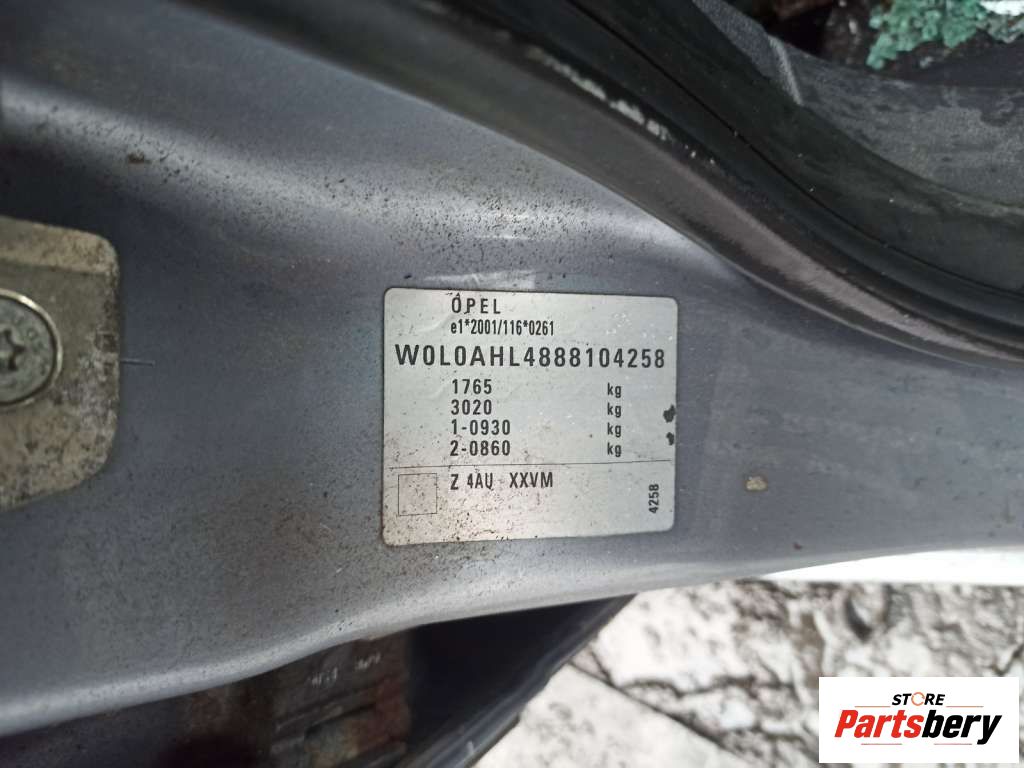 OPEL
e1*2001/116*0261
W0L0AHL4888104258
1765 kg
3020 kg
1-0930 kg
2-0860 kg
Z 4AU XXVM
4258
STORE
Partsbery